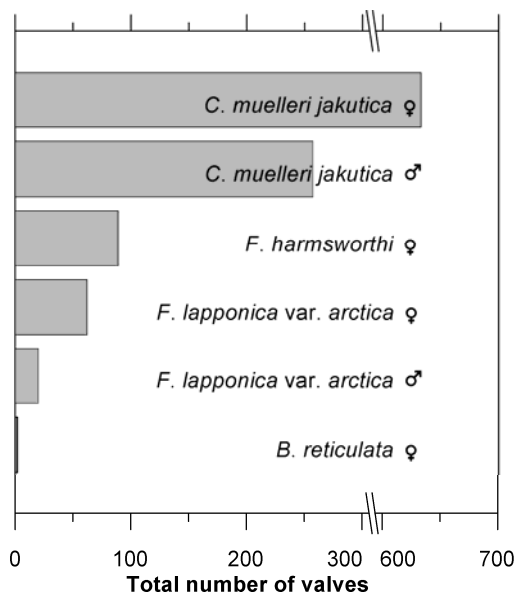 C. muelleri jakutica ♀
C. muelleri jakutica ♂
F. harmsworthi ♀
F. lapponica var. arctica ♀
F. lapponica var. arctica ♂
B. reticulata ♀
0 100 200 300 600 700
Total number of valves